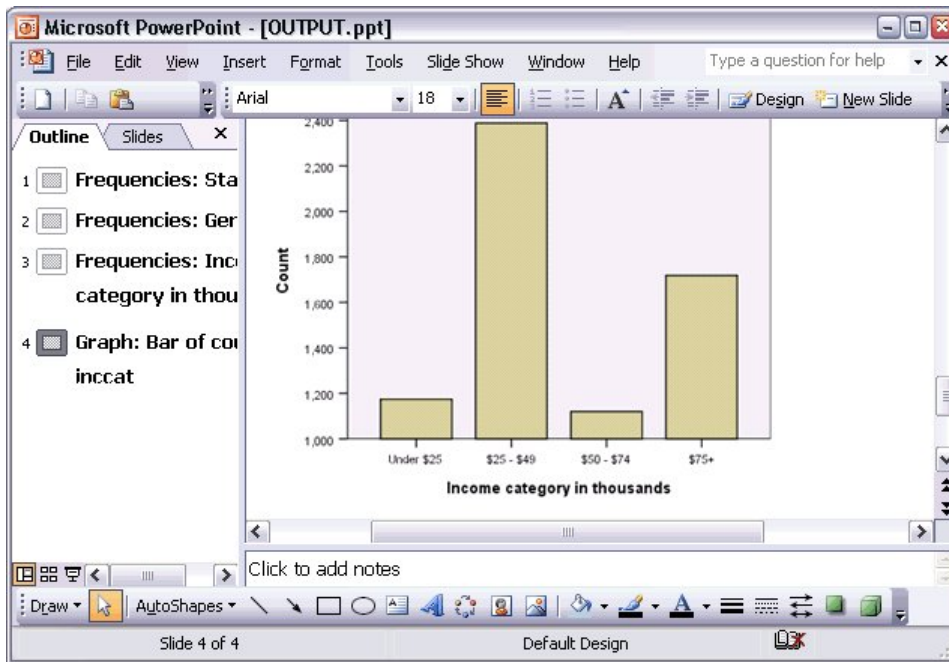 Microsoft PowerPoint - [OUTPUT.ppt]
File Edit View Insert Format Tools Slide Show Window Help Type a question for help
Arial 18 Design New Slide
Outline Slides
1 Frequencies: Sta
2 Frequencies: Ger
3 Frequencies: Inc
category in thou
4 Graph: Bar of cou
inccat
2,400
2,200
2,000
1,800
1,600
1,400
1,200
1,000
Count
Under $25 $25 - $49 $50 - $74 $75+
Income category in thousands
Click to add notes
Draw AutoShapes
Slide 4 of 4 Default Design